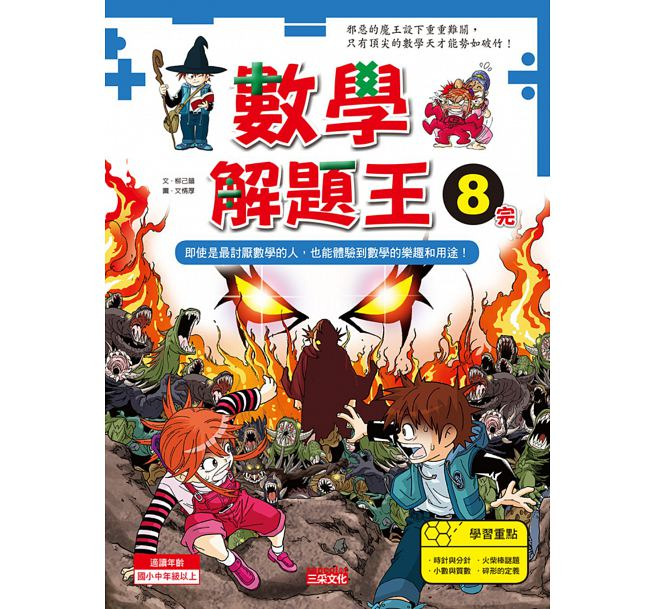 邪惡的魔王設下重重難關，
只有頂尖的數學天才能勢如破竹！
數學
解題王
8
完
文·柳己韻
圖·文情厚
即使是最討厭數學的人，也能體驗到數學的樂趣和用途！
學習重點
·時針與分針 ·火柴棒謎題
·小數與質數 ·碎形的定義
適讀年齡
國小中年級以上
三采文化